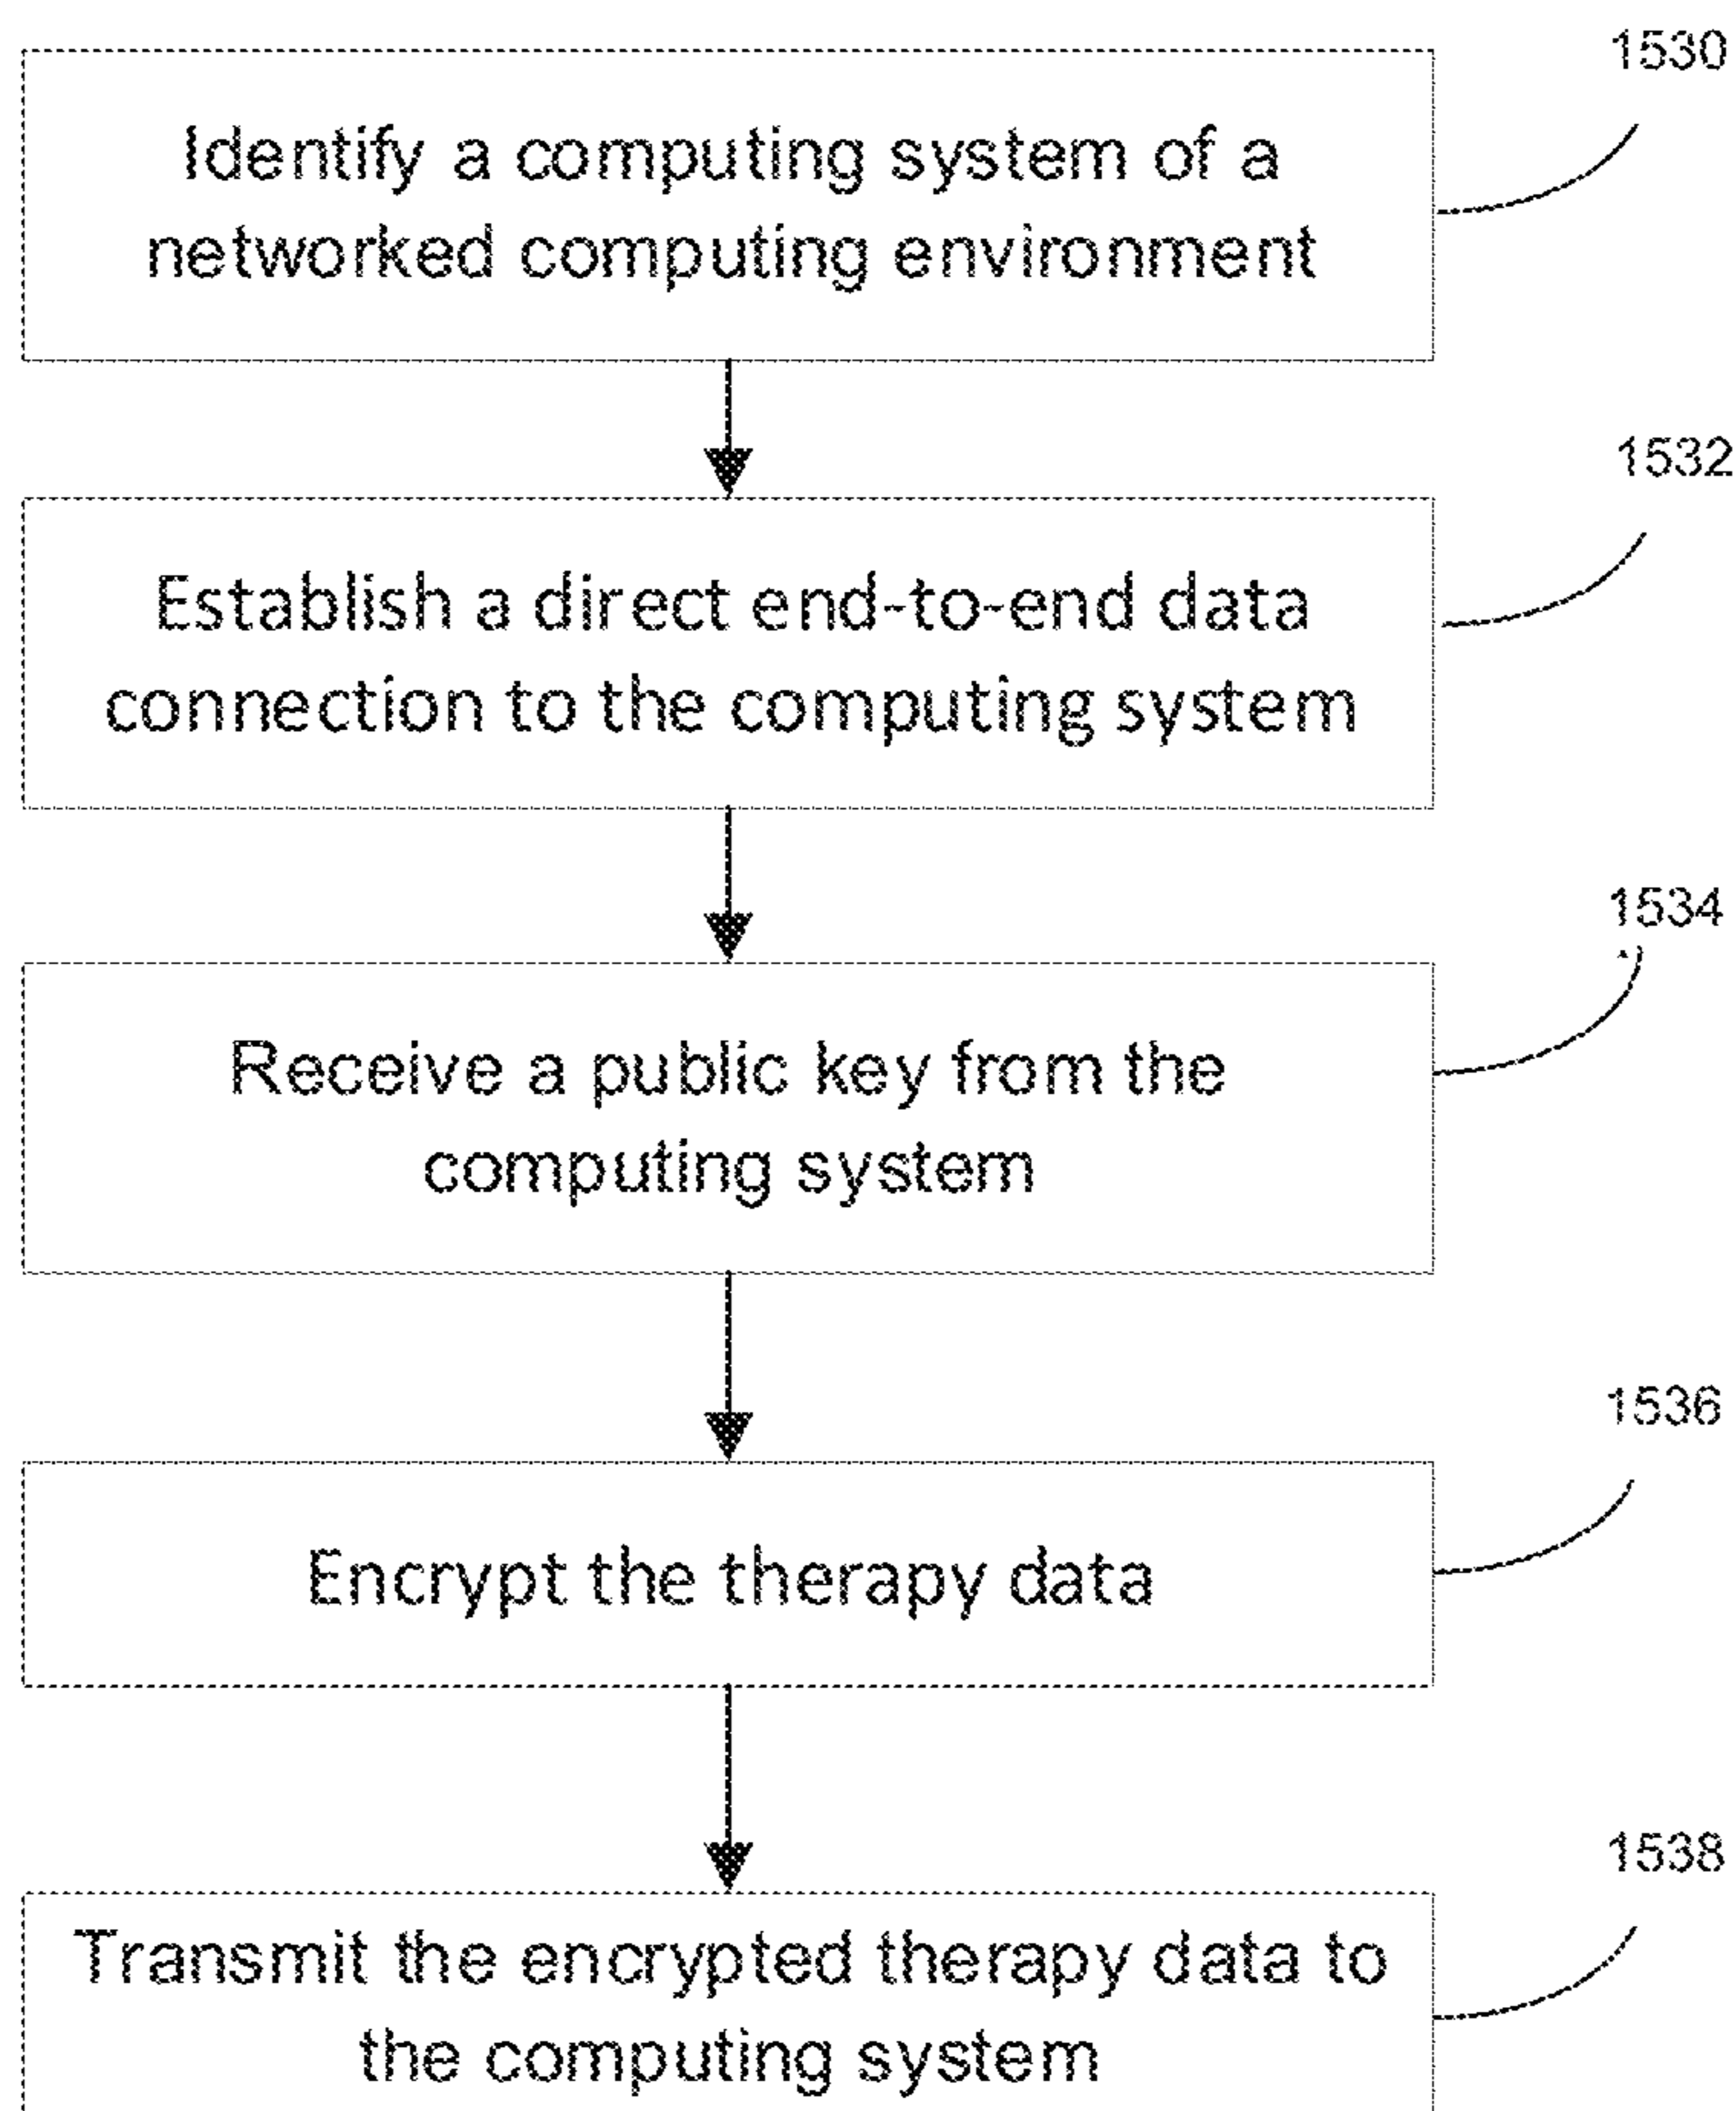 1530
Identify a computing system of a
networked computing environment
1532
Establish a direct end-to-end data
connection to the computing system
1534
Receive a public key from the
computing system
1536
Encrypt the therapy data
1538
Transmit the encrypted therapy data to
the computing system